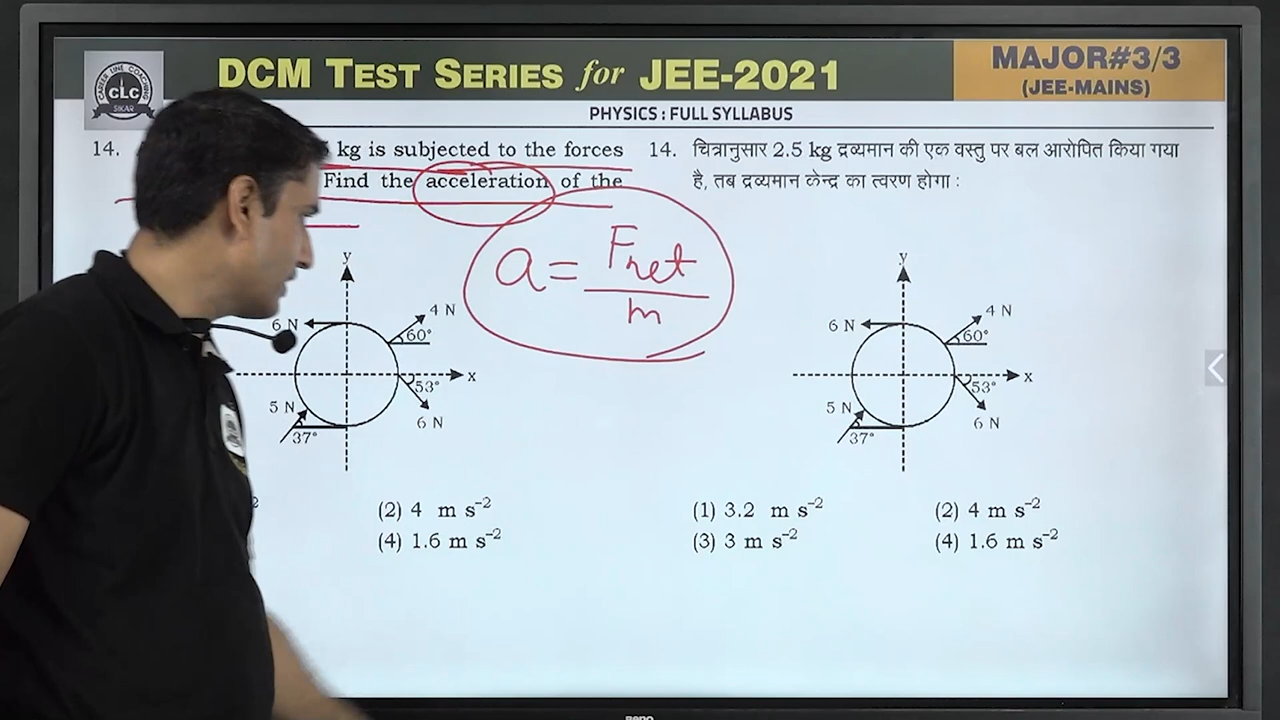 DCM TEST SERIES for JEE-2021
MAJOR#3/3
(JEE-MAINS)
CAREER LINE COACHING
CLC
SIKAR
PHYSICS : FULL SYLLABUS
14.
kg is subjected to the forces
Find the acceleration of the
a = Fnet
m
y
6 N
4 N
60°
x
53°
5 N
6 N
37°
(2) 4 m s⁻²
(4) 1.6 m s⁻²
14. चित्रानुसार 2.5 kg द्रव्यमान की एक वस्तु पर बल आरोपित किया गया
है, तब द्रव्यमान केन्द्र का त्वरण होगा :
y
6 N
4 N
60°
x
53°
5 N
6 N
37°
(1) 3.2 m s⁻² (2) 4 m s⁻²
(3) 3 m s⁻² (4) 1.6 m s⁻²